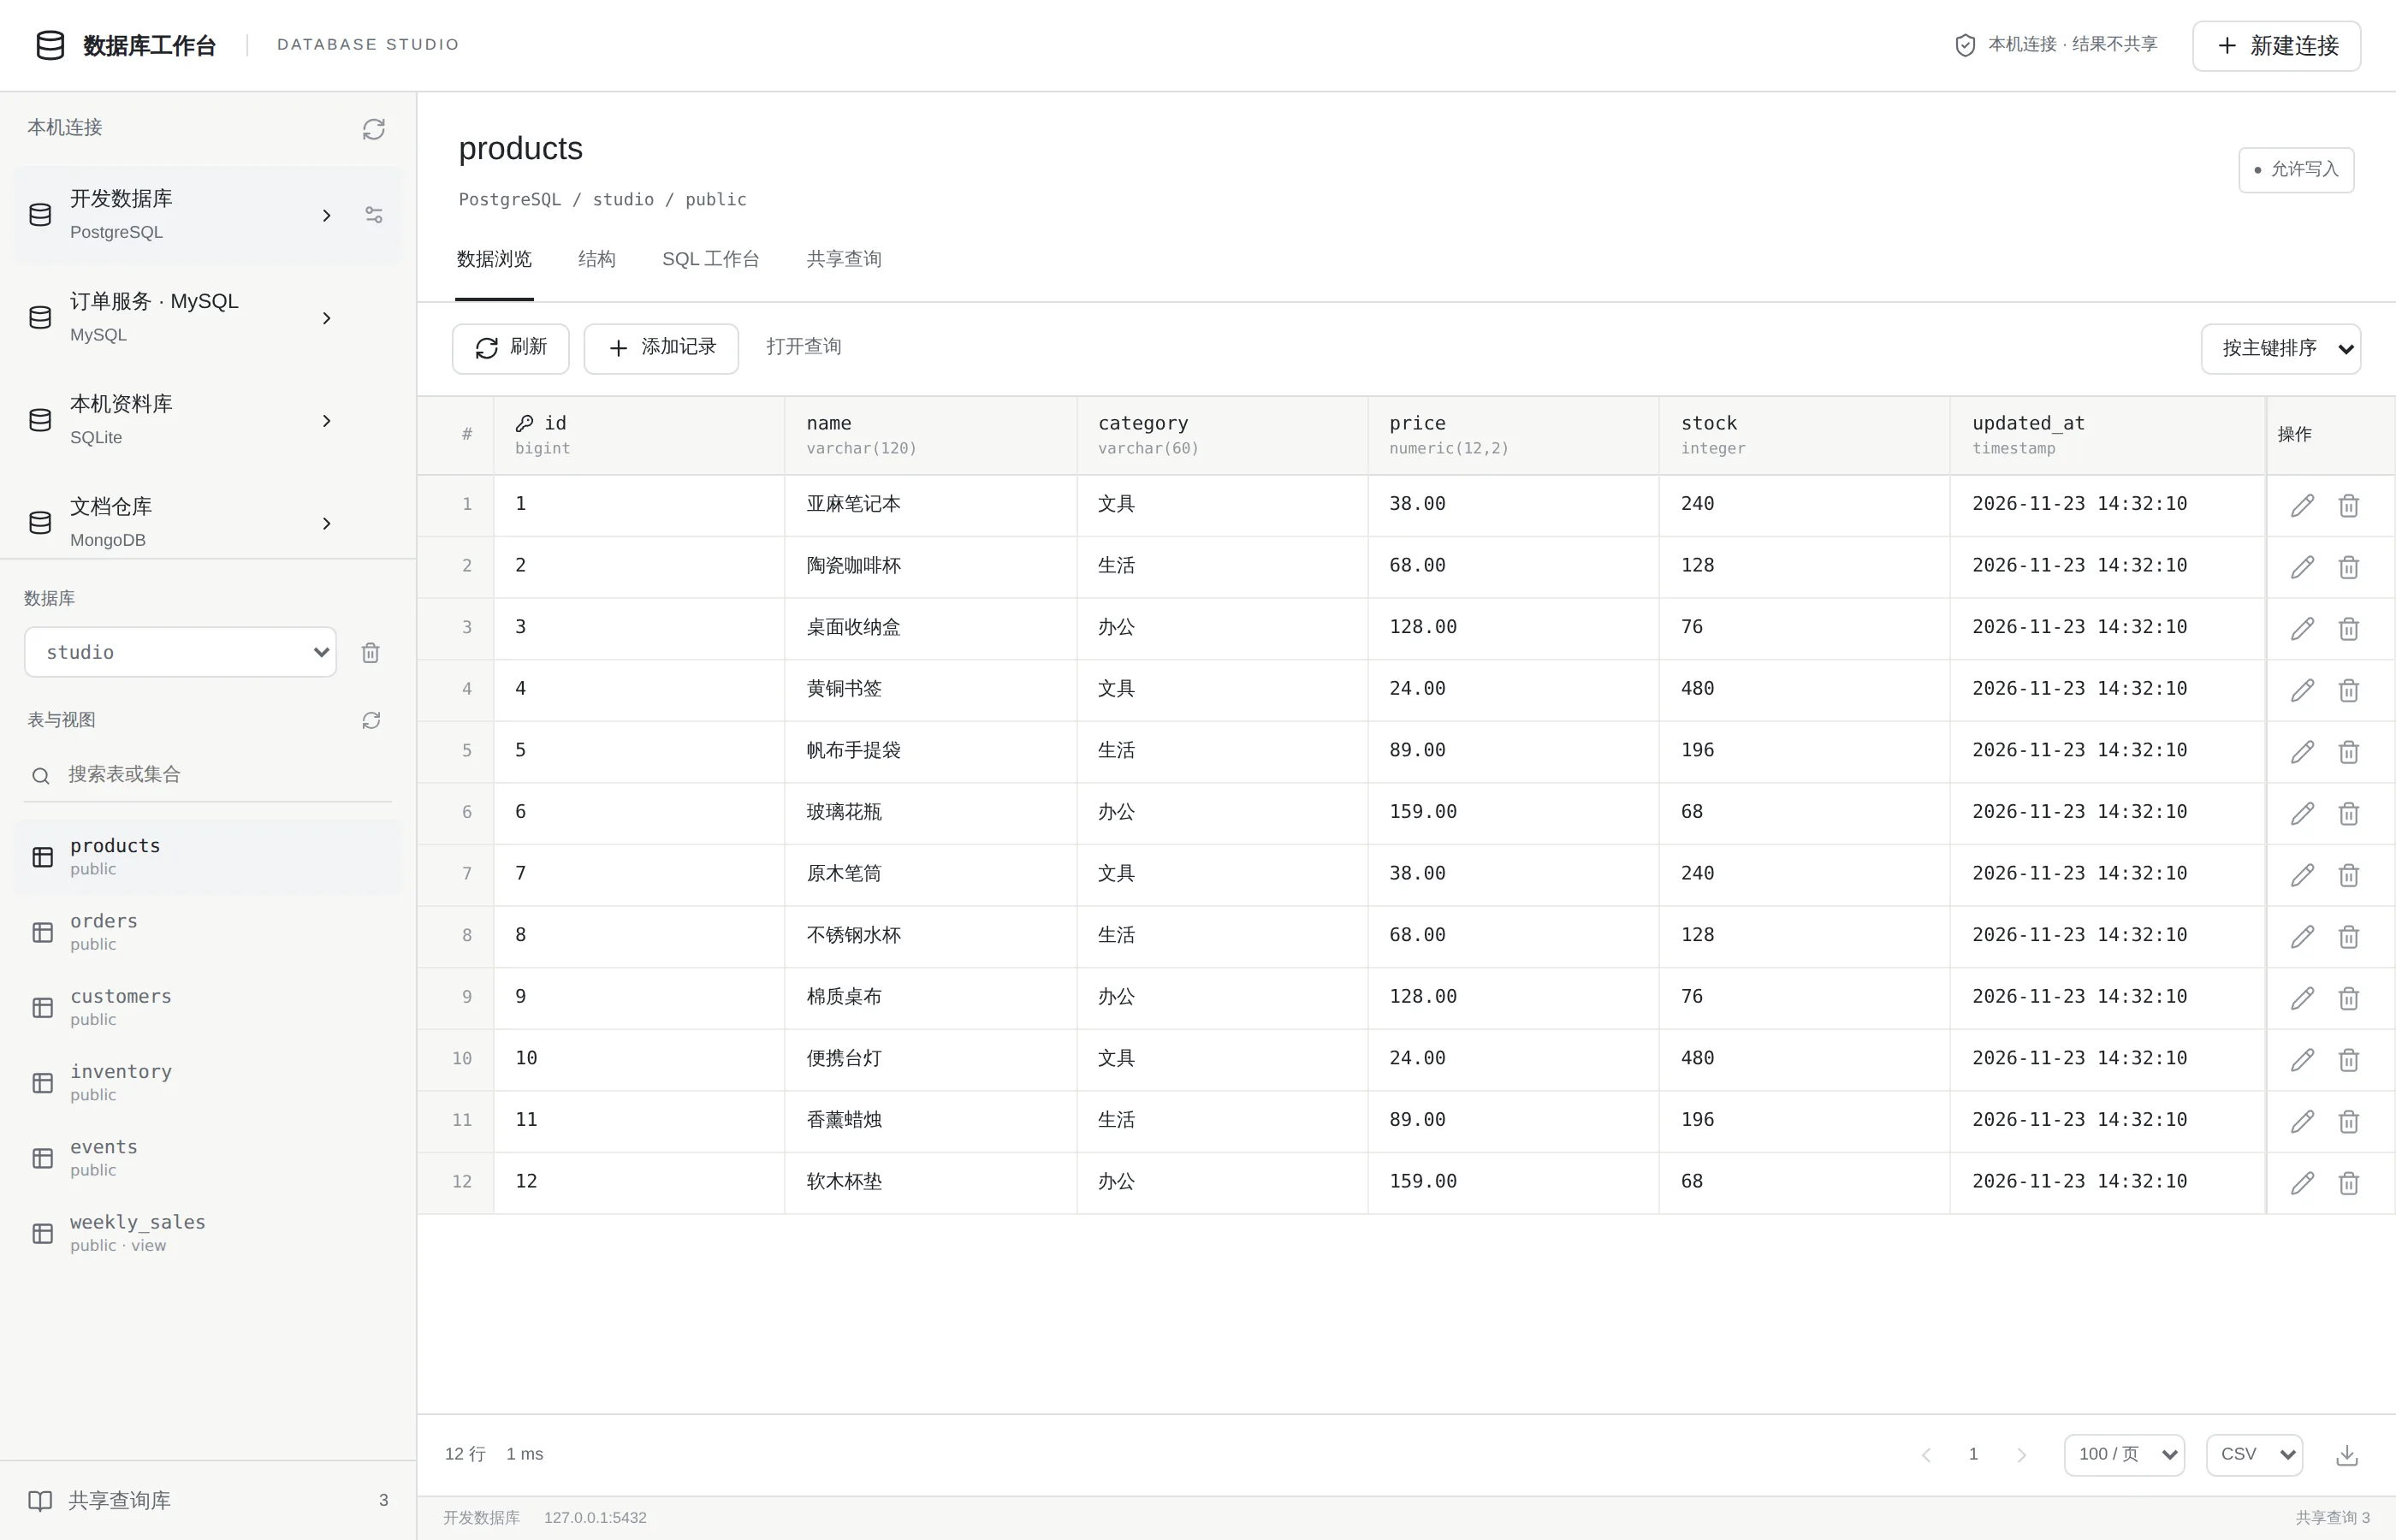 数据库工作台
DATABASE STUDIO
本机连接 · 结果不共享
新建连接
本机连接
开发数据库
PostgreSQL
订单服务 · MySQL
MySQL
本机资料库
SQLite
文档仓库
MongoDB
数据库
studio
表与视图
搜索表或集合
products
public
orders
public
customers
public
inventory
public
events
public
weekly_sales
public · view
共享查询库 3
products
PostgreSQL / studio / public
允许写入
数据浏览 结构 SQL 工作台 共享查询
刷新 添加记录 打开查询 按主键排序
# id name category price stock updated_at 操作
bigint varchar(120) varchar(60) numeric(12,2) integer timestamp
1 1 亚麻笔记本 文具 38.00 240 2026-11-23 14:32:10
2 2 陶瓷咖啡杯 生活 68.00 128 2026-11-23 14:32:10
3 3 桌面收纳盒 办公 128.00 76 2026-11-23 14:32:10
4 4 黄铜书签 文具 24.00 480 2026-11-23 14:32:10
5 5 帆布手提袋 生活 89.00 196 2026-11-23 14:32:10
6 6 玻璃花瓶 办公 159.00 68 2026-11-23 14:32:10
7 7 原木笔筒 文具 38.00 240 2026-11-23 14:32:10
8 8 不锈钢水杯 生活 68.00 128 2026-11-23 14:32:10
9 9 棉质桌布 办公 128.00 76 2026-11-23 14:32:10
10 10 便携台灯 文具 24.00 480 2026-11-23 14:32:10
11 11 香薰蜡烛 生活 89.00 196 2026-11-23 14:32:10
12 12 软木杯垫 办公 159.00 68 2026-11-23 14:32:10
12 行 1 ms 1 100 / 页 CSV
开发数据库 127.0.0.1:5432 共享查询 3